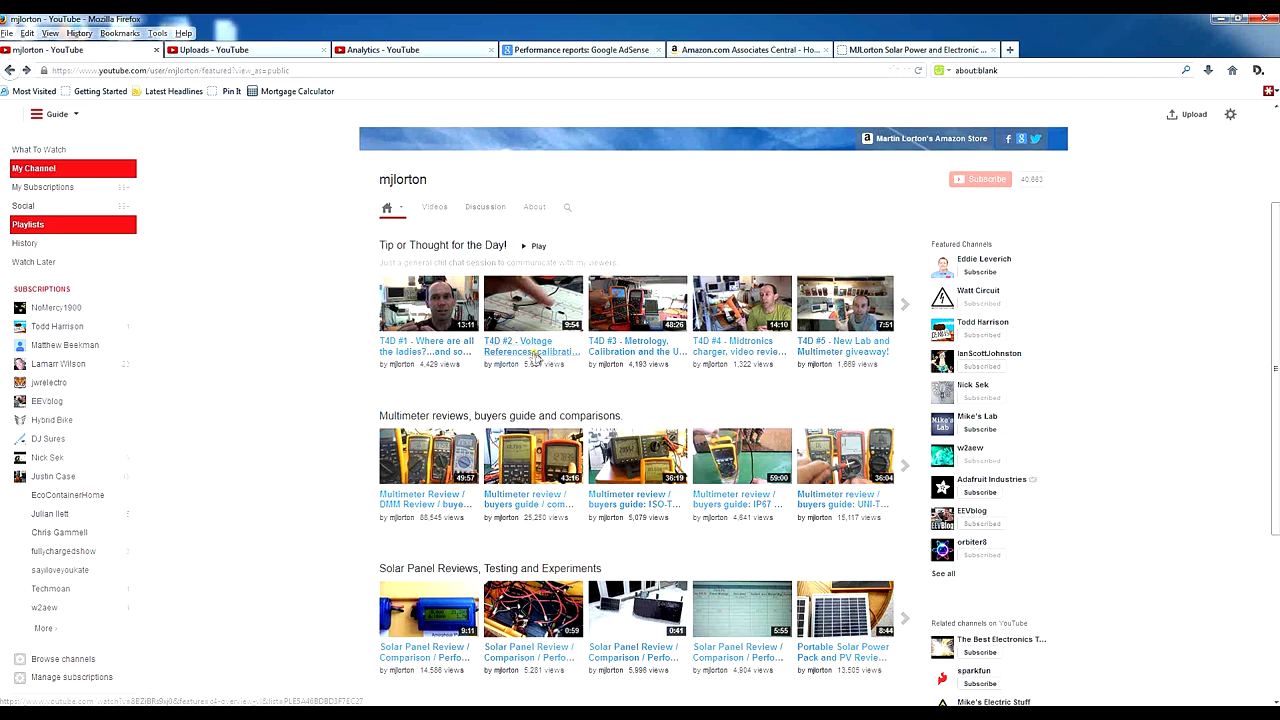 mjlorton - YouTube - Mozilla Firefox
File Edit View History Bookmarks Tools Help
mjlorton - YouTube × Uploads - YouTube × Analytics - YouTube × Performance reports: Google AdSense × Amazon.com Associates Central - Ho... × MJLorton Solar Power and Electronic ... ×
https://www.youtube.com/user/mjlorton/featured?view_as=public about:blank
Most Visited Getting Started Latest Headlines Pin It Mortgage Calculator
Guide Upload
Martin Lorton's Amazon Store
What To Watch
My Channel
My Subscriptions
Social
Playlists
History
Watch Later
SUBSCRIPTIONS
NoMercy1900
Todd Harrison 1
Matthew Beekman
Lamarr Wilson
jwrelectro
EEVblog
Hybrid Bike
DJ Sures
Nick Sek
Justin Case
EcoContainerHome
Julian Ilett
Chris Gammell
fullychargedshow
sayiloveyoukate
Techmoan
w2aew
More
Browse channels
Manage subscriptions
mjlorton
Subscribe 40,663
Videos Discussion About
Tip or Thought for the Day! Play
Just a general chit chat session to communicate with my viewers.
13:11 9:54 48:26 14:10 7:51
T4D #1 - Where are all T4D #2 - Voltage T4D #3 - Metrology, T4D #4 - Midtronics T4D #5 - New Lab and
the ladies?...and so... References, Calibrati... Calibration and the U... charger, video revie... Multimeter giveaway!
by mjlorton 4,429 views by mjlorton views by mjlorton 4,193 views by mjlorton 1,322 views by mjlorton 1,669 views
Multimeter reviews, buyers guide and comparisons.
49:57 43:16 36:19 59:00 36:04
Multimeter Review / Multimeter review / Multimeter review / Multimeter review / Multimeter review /
DMM Review / buye... buyers guide / com... buyers guide: ISO-T... buyers guide: IP67 ... buyers guide: UNI-T...
by mjlorton 88,545 views by mjlorton 25,250 views by mjlorton 5,079 views by mjlorton 4,641 views by mjlorton 15,117 views
Solar Panel Reviews, Testing and Experiments
9:11 0:59 0:41 5:55 8:44
Solar Panel Review / Solar Panel Review / Solar Panel Review / Solar Panel Review / Portable Solar Power
Comparison / Perfo... Comparison / Perfo... Comparison / Perfo... Comparison / Perfo... Pack and PV Revie...
by mjlorton 14,586 views by mjlorton 5,281 views by mjlorton 5,996 views by mjlorton 4,904 views by mjlorton 13,505 views
Featured Channels
Eddie Leverich
Subscribe
Watt Circuit
Subscribed
Todd Harrison
Subscribed
IanScottJohnston
Subscribed
Nick Sek
Subscribed
Mike's Lab
Subscribe
w2aew
Subscribed
Adafruit Industries
Subscribe
EEVblog
Subscribed
orbiter8
Subscribed
See all
Related channels on YouTube
The Best Electronics T...
Subscribe
sparkfun
Subscribe
Mike's Electric Stuff